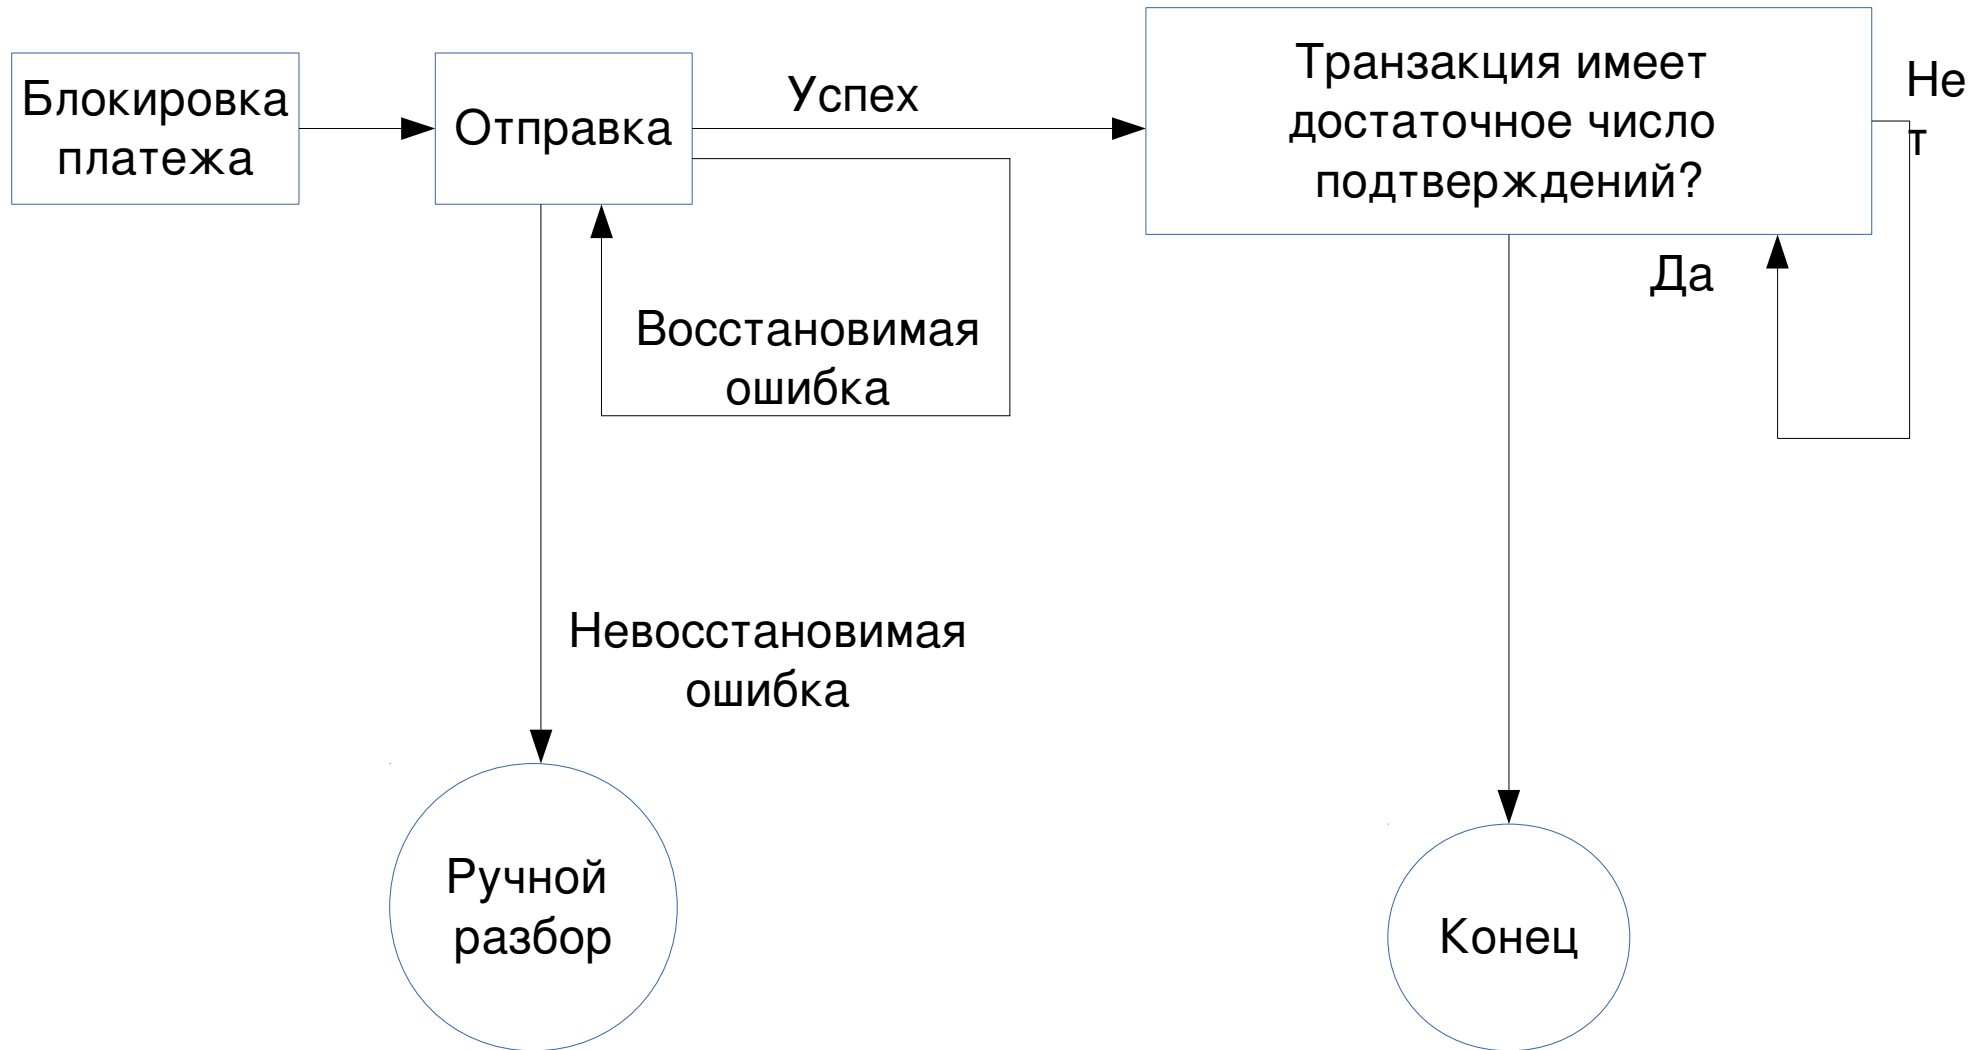 Блокировка
платежа
Отправка
Успех
Транзакция имеет
достаточное число
подтверждений?
Не
т
Да
Восстановимая
ошибка
Невосстановимая
ошибка
Ручной
разбор
Конец